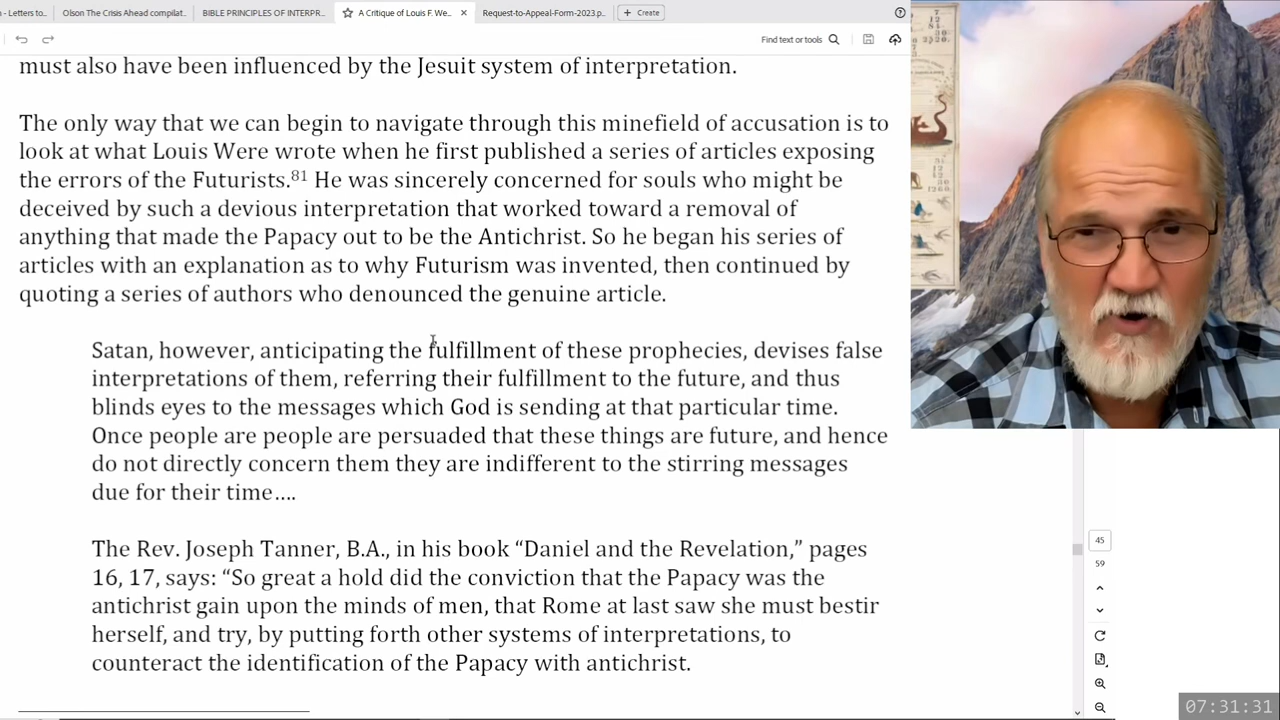 n - Letters to...
Olson The Crisis Ahead compilat...
BIBLE PRINCIPLES OF INTERPR...
A Critique of Louis F. We...
Request-to-Appeal-Form-2023.p...
Create
Find text or tools
must also have been influenced by the Jesuit system of interpretation.
The only way that we can begin to navigate through this minefield of accusation is to
look at what Louis Were wrote when he first published a series of articles exposing
the errors of the Futurists.81 He was sincerely concerned for souls who might be
deceived by such a devious interpretation that worked toward a removal of
anything that made the Papacy out to be the Antichrist. So he began his series of
articles with an explanation as to why Futurism was invented, then continued by
quoting a series of authors who denounced the genuine article.
Satan, however, anticipating the fulfillment of these prophecies, devises false
interpretations of them, referring their fulfillment to the future, and thus
blinds eyes to the messages which God is sending at that particular time.
Once people are people are persuaded that these things are future, and hence
do not directly concern them they are indifferent to the stirring messages
due for their time....
The Rev. Joseph Tanner, B.A., in his book “Daniel and the Revelation,” pages
16, 17, says: “So great a hold did the conviction that the Papacy was the
antichrist gain upon the minds of men, that Rome at last saw she must bestir
herself, and try, by putting forth other systems of interpretations, to
counteract the identification of the Papacy with antichrist.
45
59
07:31:31